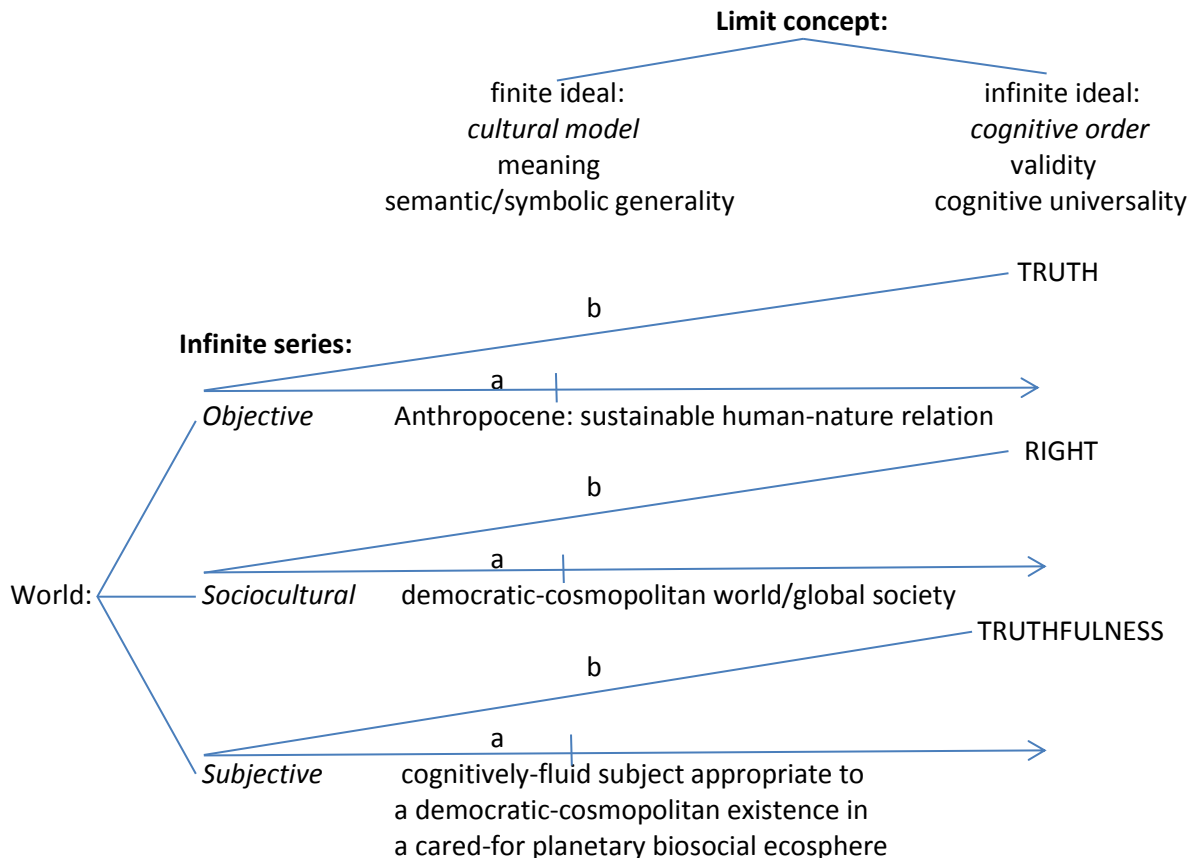 Limit concept:
finite ideal:
cultural model
meaning
semantic/symbolic generality
infinite ideal:
cognitive order
validity
cognitive universality
TRUTH
b
Infinite series:
a
Objective
Anthropocene: sustainable human-nature relation
RIGHT
b
a
World:
Sociocultural
democratic-cosmopolitan world/global society
TRUTHFULNESS
b
a
Subjective
cognitively-fluid subject appropriate to
a democratic-cosmopolitan existence in
a cared-for planetary biosocial ecosphere